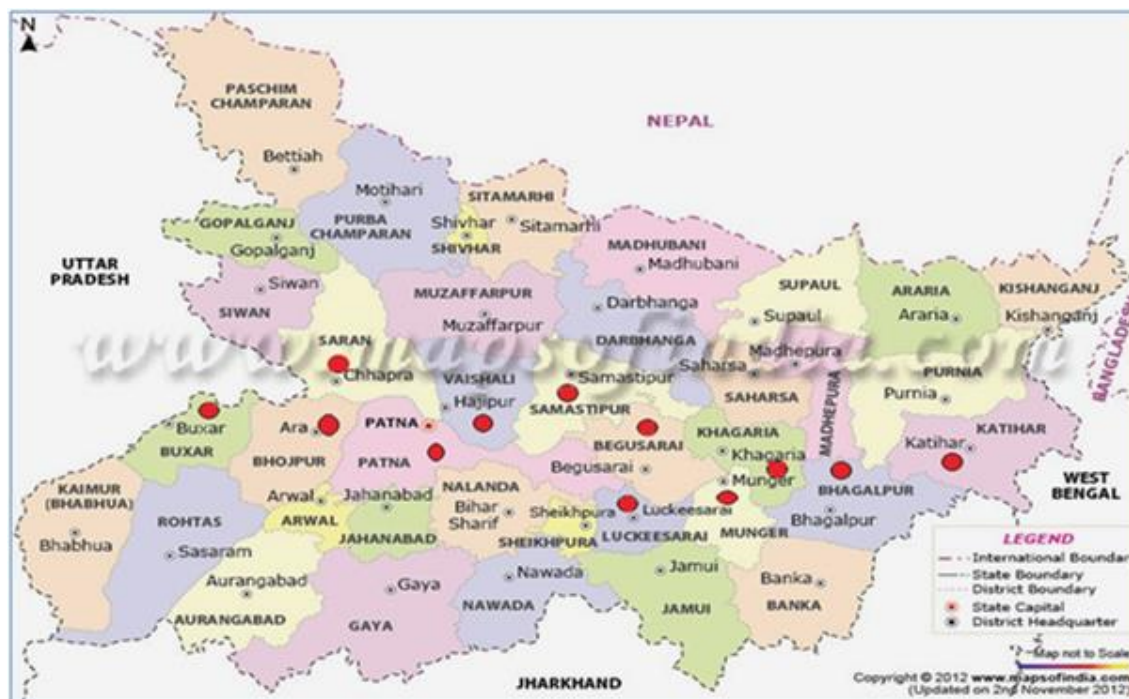 N
PASCHIM
CHAMPARAN
NEPAL
Bettiah
Motihari
SITAMARHI
GOPALGANJ
Shivhar
Sitamarhi
PURBA
CHAMPARAN
SHIVHAR
MADHUBANI
Gopalganj
UTTAR
PRADESH
Madhubani
SUPAUL
ARARIA
KISHANGANJ
Siwan
MUZAFFARPUR
SIWAN
Darbhanga
Supaul
Araria
Kishanganj
Muzaffarpur
BANGLADESH
SARAN
DARBHANGA
Madhepura
www.mapsofindia.com
Saharsa
PURNIA
Chhapra
VAISHALI
Samastipur
SAHARSA
Purnia
Hajipur
SAMASTIPUR
MADHEPURA
Buxar
Ara
PATNA
BEGUSARAI
KHAGARIA
KATIHAR
BUXAR
BHOJPUR
PATNA
Khagaria
Katihar
Begusarai
WEST
BENGAL
KAIMUR
(BHABHUA)
Arwal
Jahanabad
NALANDA
Munger
BHAGALPUR
Bihar
Sharif
Sheikhpura
Luckeesarai
Bhagalpur
ROHTAS
ARWAL
JAHANABAD
SHEIKHPURA
LUCKEESARAI
MUNGER
Bhabhua
Sasaram
LEGEND
International Boundary
State Boundary
District Boundary
State Capital
District Headquarter
Aurangabad
Gaya
Nawada
Jamui
Banka
AURANGABAD
GAYA
NAWADA
JAMUI
BANKA
Map not to Scale
JHARKHAND
Copyright © 2012 www.mapsofindia.com
(Updated on 2nd November 2012)